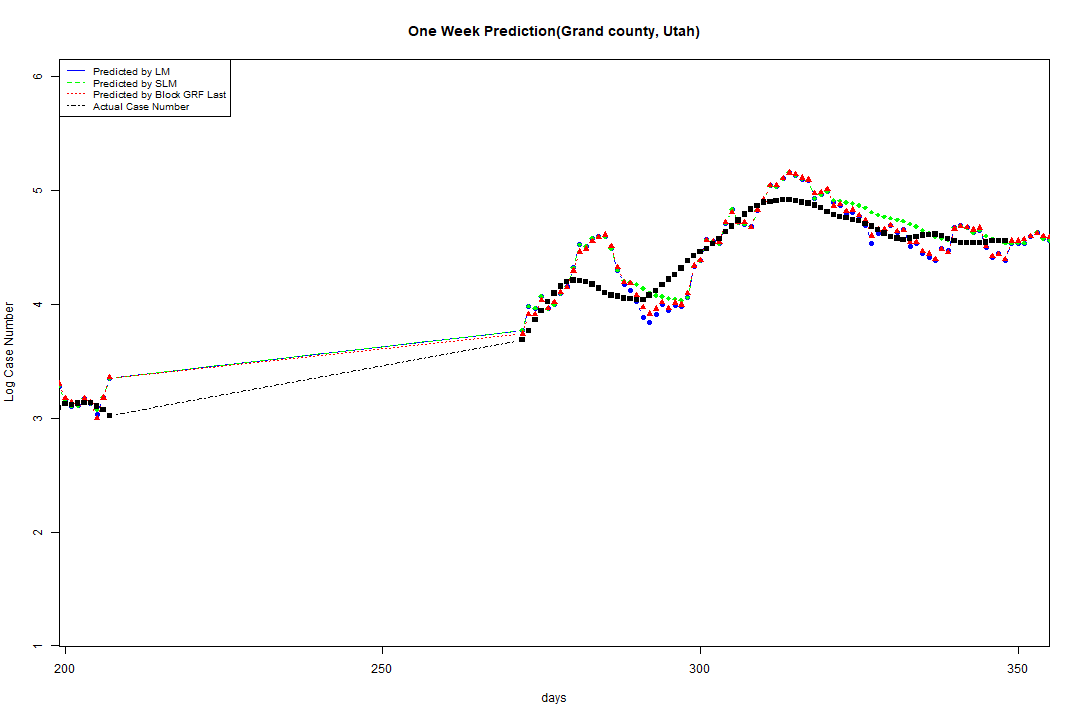 One Week Prediction(Grand county, Utah)
Predicted by LM
Predicted by SLM
Predicted by Block GRF Last
Actual Case Number
6
5
4
3
2
1
Log Case Number
200
250
300
350
days